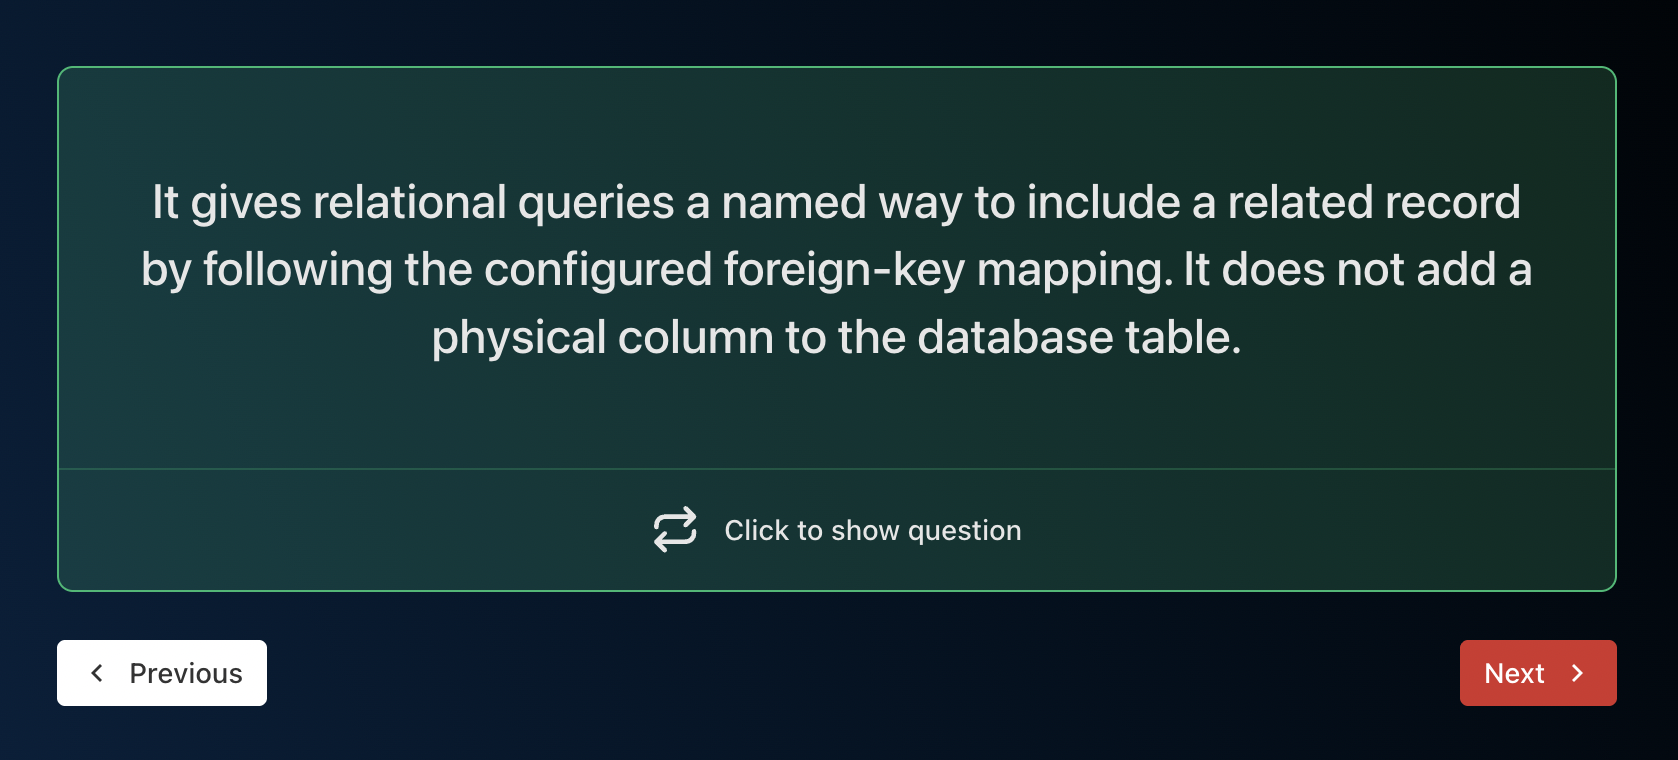 It gives relational queries a named way to include a related record
by following the configured foreign-key mapping. It does not add a
physical column to the database table.
Click to show question
Previous
Next